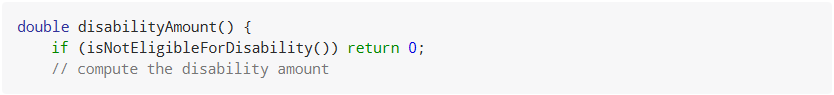 double disabilityAmount() {
    if (isNotEligibleForDisability()) return 0;
    // compute the disability amount